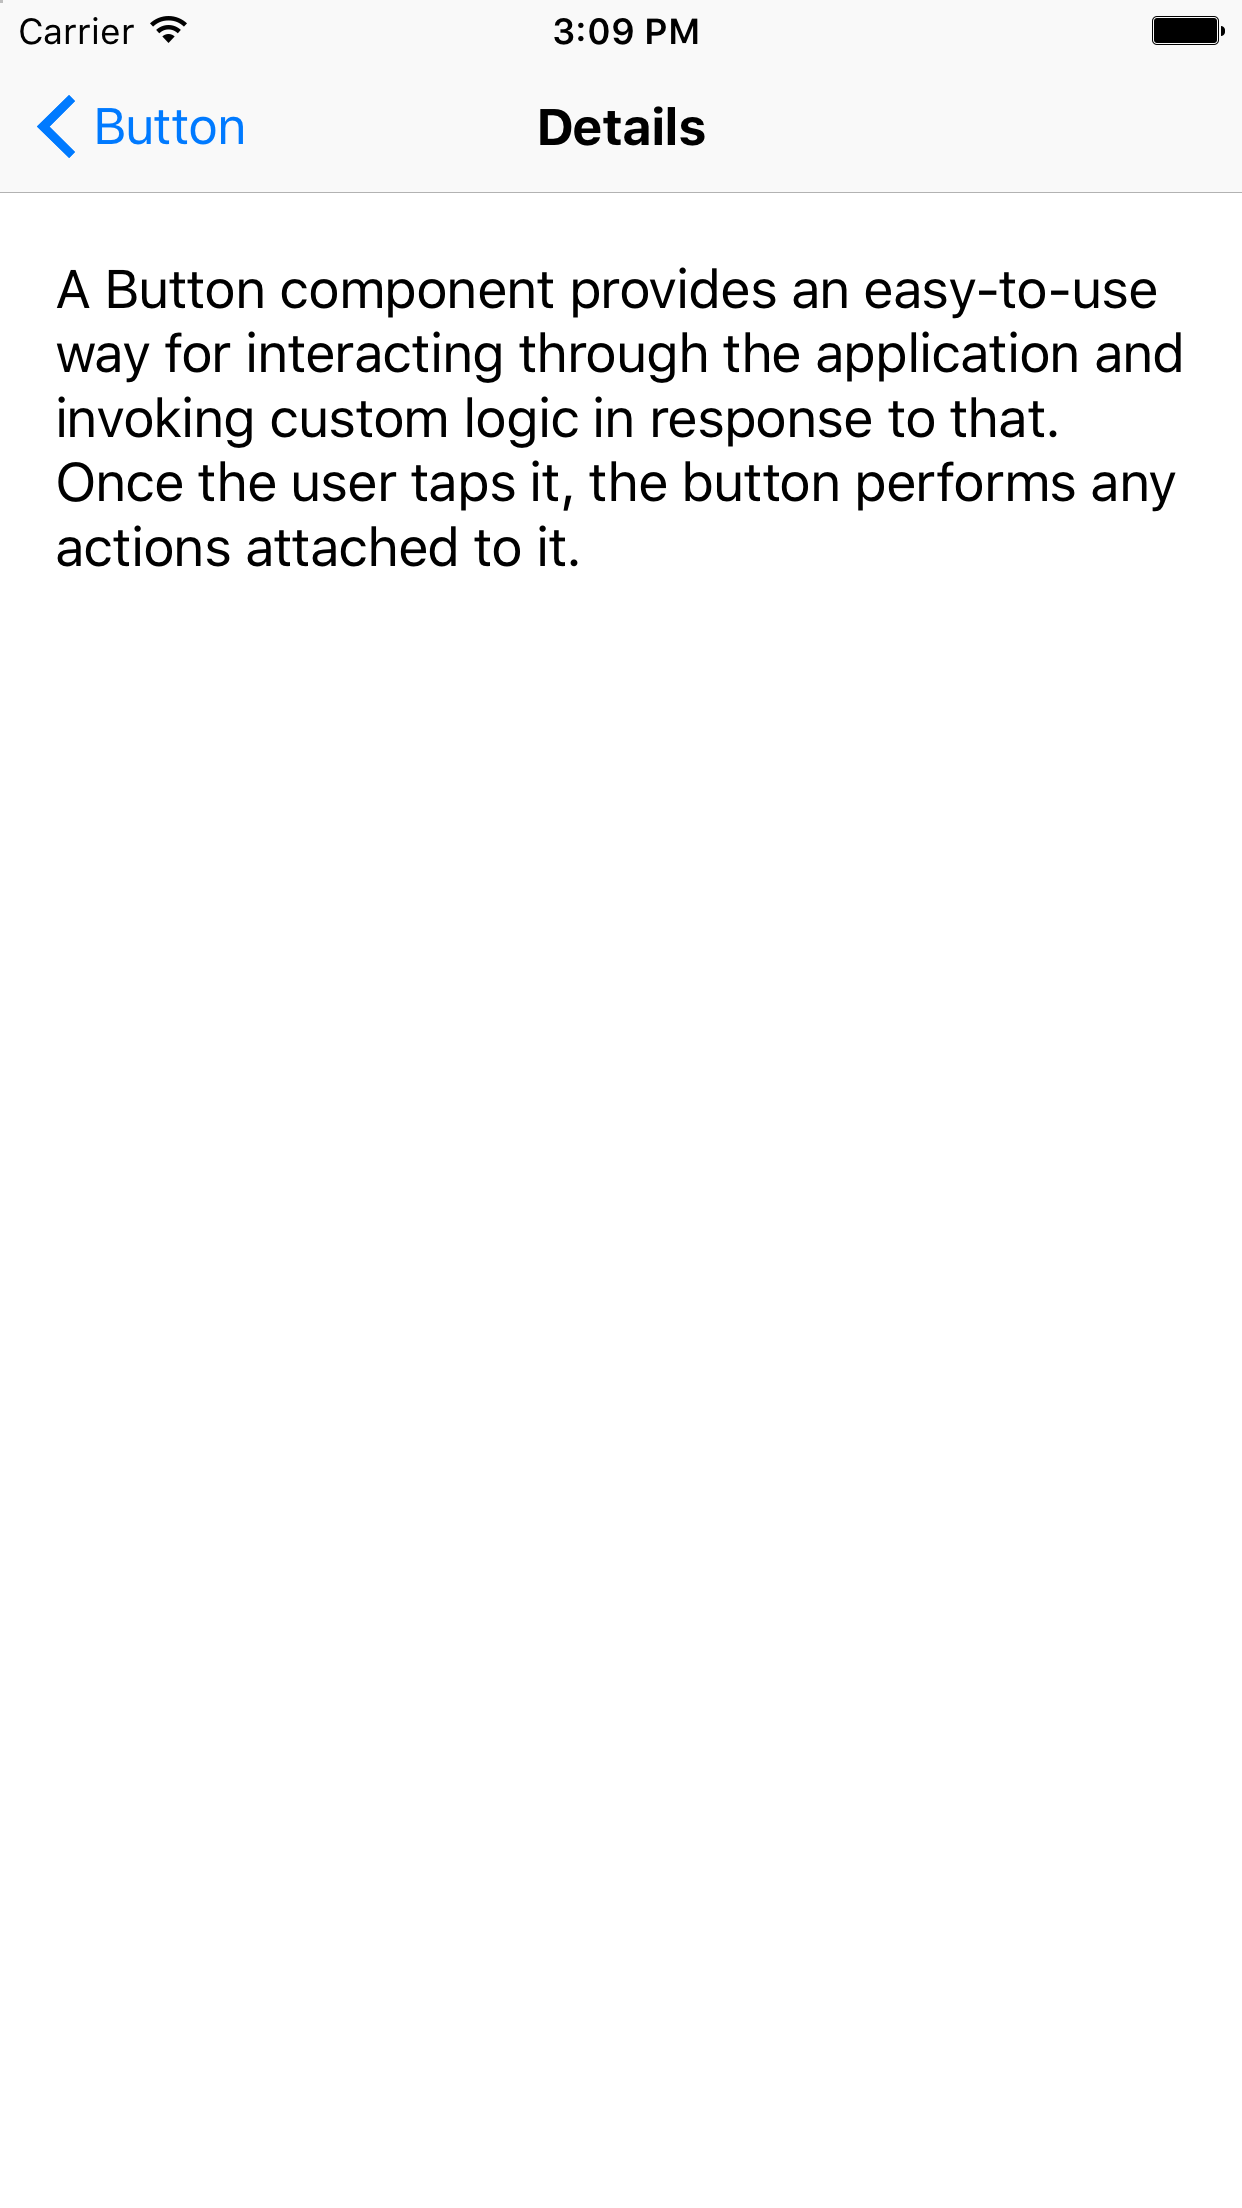 Carrier 3:09 PM
Button Details
A Button component provides an easy-to-use
way for interacting through the application and
invoking custom logic in response to that.
Once the user taps it, the button performs any
actions attached to it.